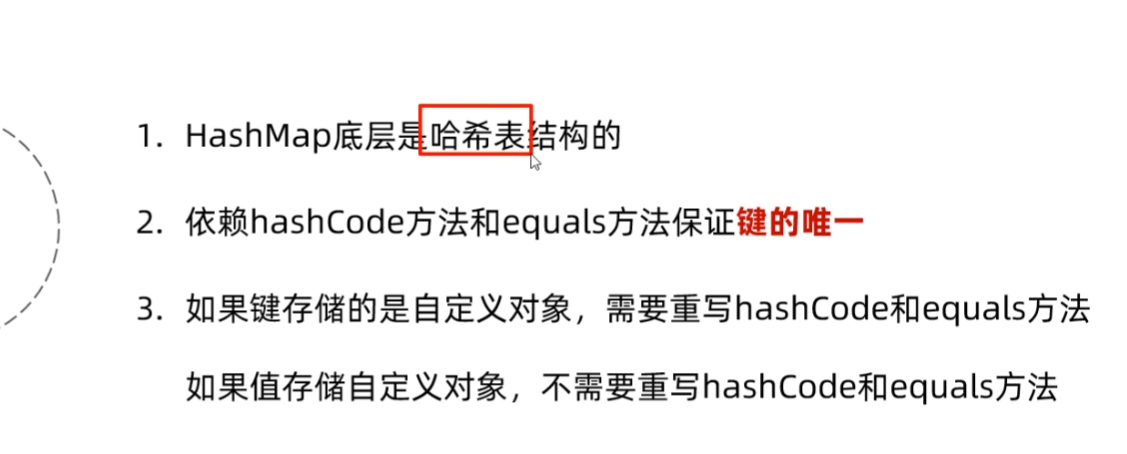 1. HashMap底层是哈希表结构的
2. 依赖hashCode方法和equals方法保证键的唯一
3. 如果键存储的是自定义对象，需要重写hashCode和equals方法
如果值存储自定义对象，不需要重写hashCode和equals方法